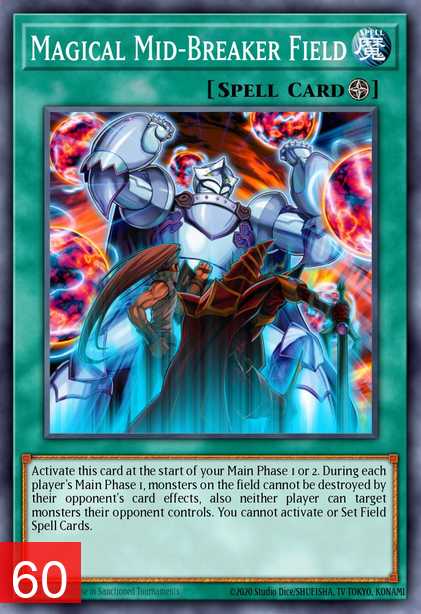 Magical Mid-Breaker Field
SPELL
魔
[Spell Card]
Activate this card at the start of your Main Phase 1 or 2. During each
player's Main Phase 1, monsters on the field cannot be destroyed by
their opponent's card effects, also neither player can target
monsters their opponent controls. You cannot activate or Set Field
Spell Cards.
60
in Sanctioned Tournaments
©2020 Studio Dice/SHUEISHA, TV TOKYO, KONAMI